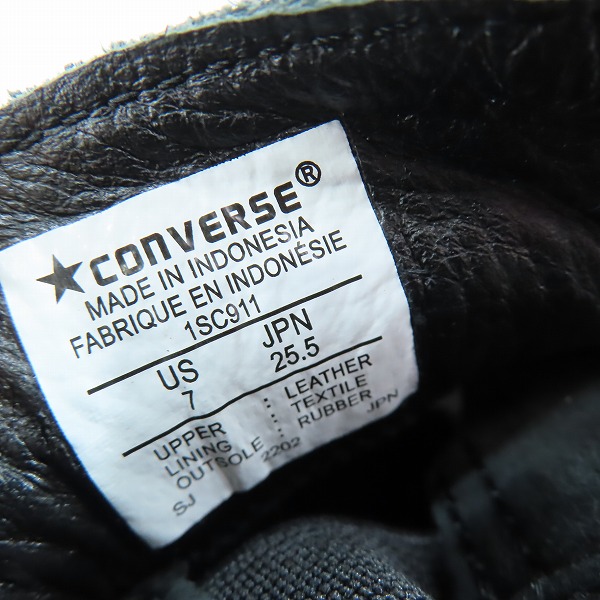 ★CONVERSE®
MADE IN INDONESIA
FABRIQUE EN INDONÉSIE
1SC911
US JPN
7 25.5
UPPER : LEATHER
LINING : TEXTILE
OUTSOLE : RUBBER
SJ 2202 JPN